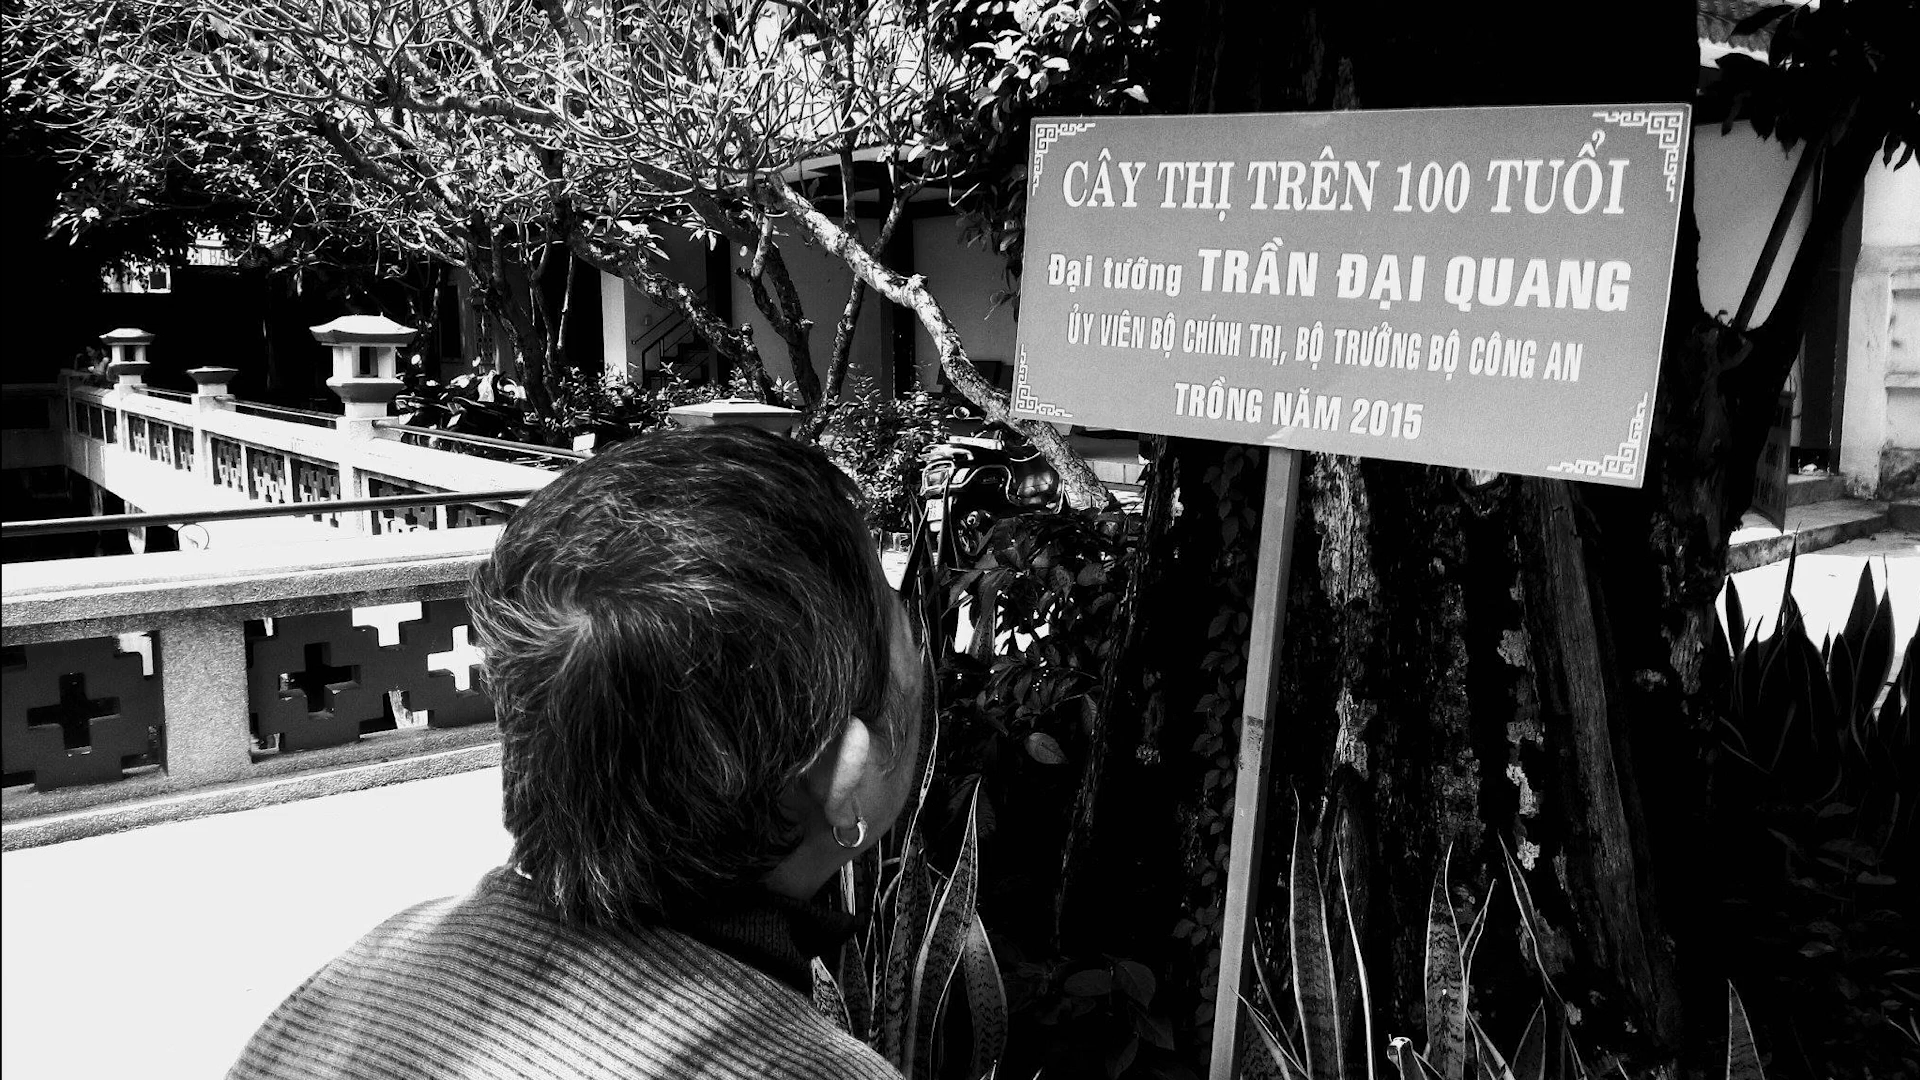 CÂY THỊ TRÊN 100 TUỔI
Đại tướng TRẦN ĐẠI QUANG
ỦY VIÊN BỘ CHÍNH TRỊ, BỘ TRƯỞNG BỘ CÔNG AN
TRỒNG NĂM 2015